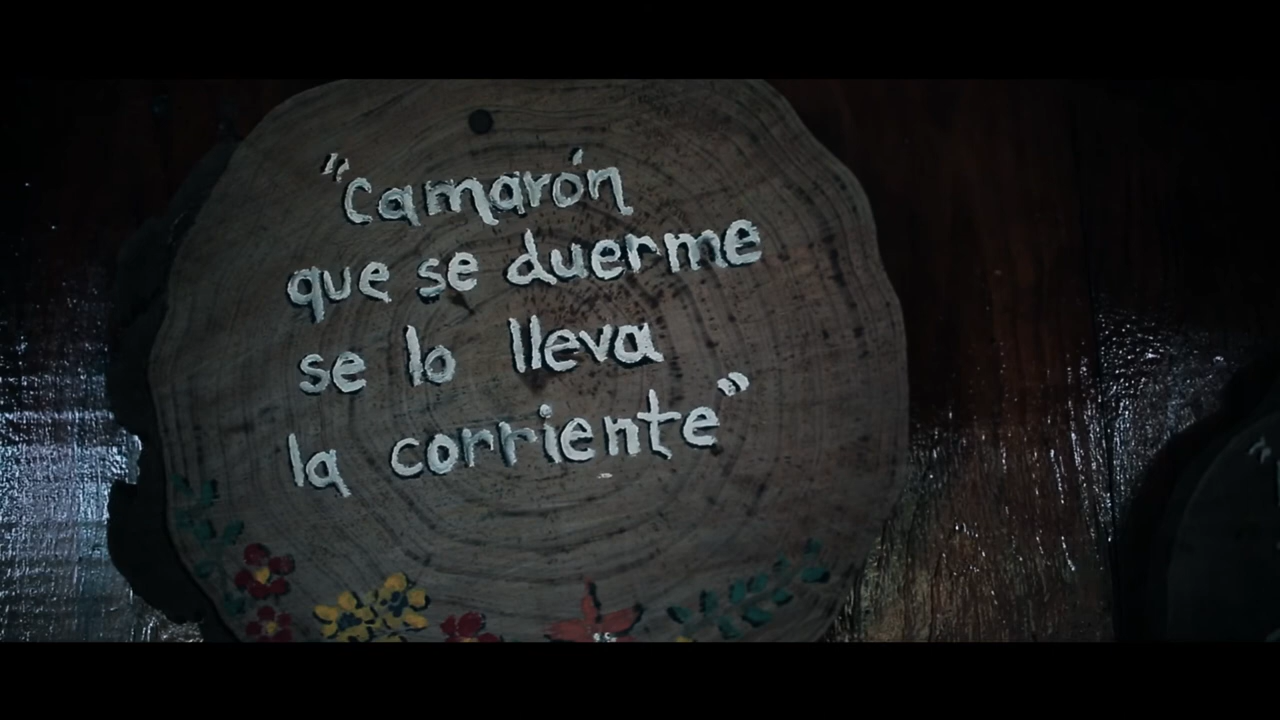 "Camarón
que se duerme
se lo lleva
la corriente"